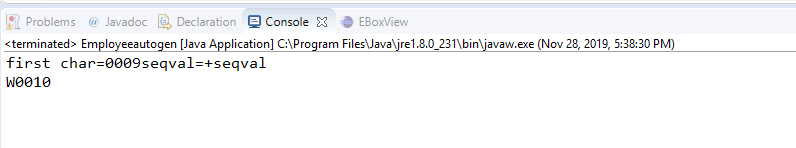 Problems @ Javadoc Declaration Console EBoxView
<terminated> Employeeautogen [Java Application] C:\Program Files\Java\jre1.8.0_231\bin\javaw.exe (Nov 28, 2019, 5:38:30 PM)
first char=0009seqval=+seqval
W0010